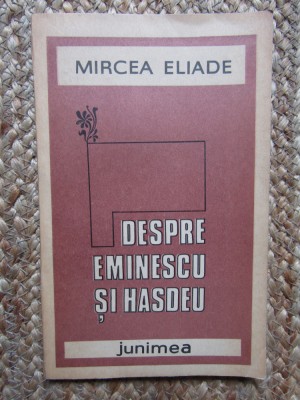 MIRCEA ELIADE
DESPRE
EMINESCU
ȘI HASDEU
junimea